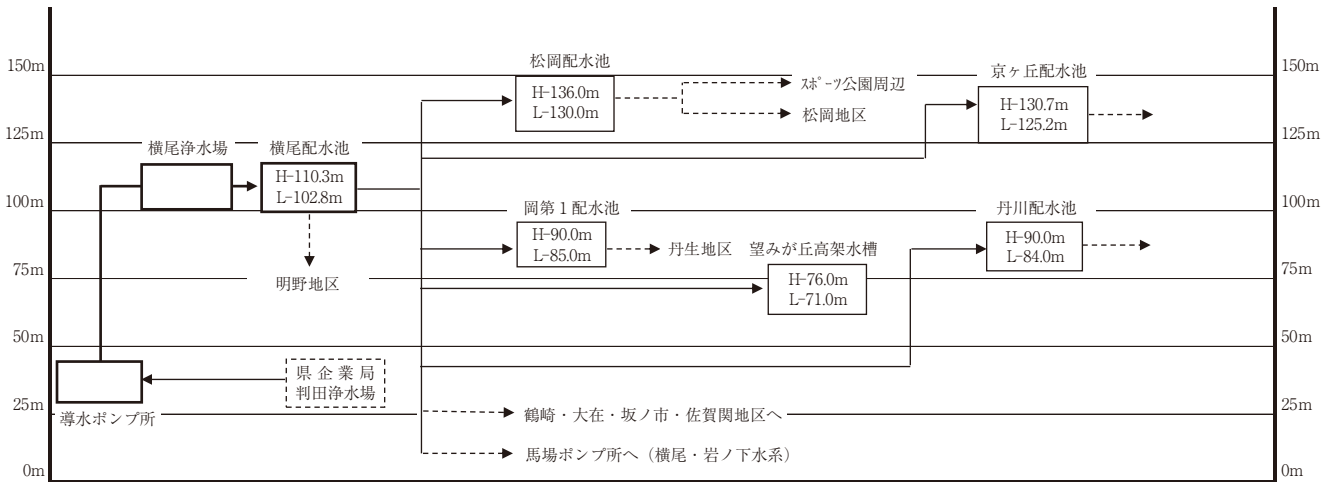 松岡配水池
150m
H-136.0m
L-130.0m
ｽﾎﾟｰﾂ公園周辺
松岡地区
京ヶ丘配水池
H-130.7m
L-125.2m
150m
125m
横尾浄水場
横尾配水池
H-110.3m
L-102.8m
125m
100m
岡第１配水池
H-90.0m
L-85.0m
丹生地区
望みが丘高架水槽
H-76.0m
L-71.0m
丹川配水池
H-90.0m
L-84.0m
100m
75m
明野地区
75m
50m
県企業局
判田浄水場
50m
25m
導水ポンプ所
鶴崎・大在・坂ノ市・佐賀関地区へ
25m
馬場ポンプ所へ（横尾・岩ノ下水系）
0m
0m